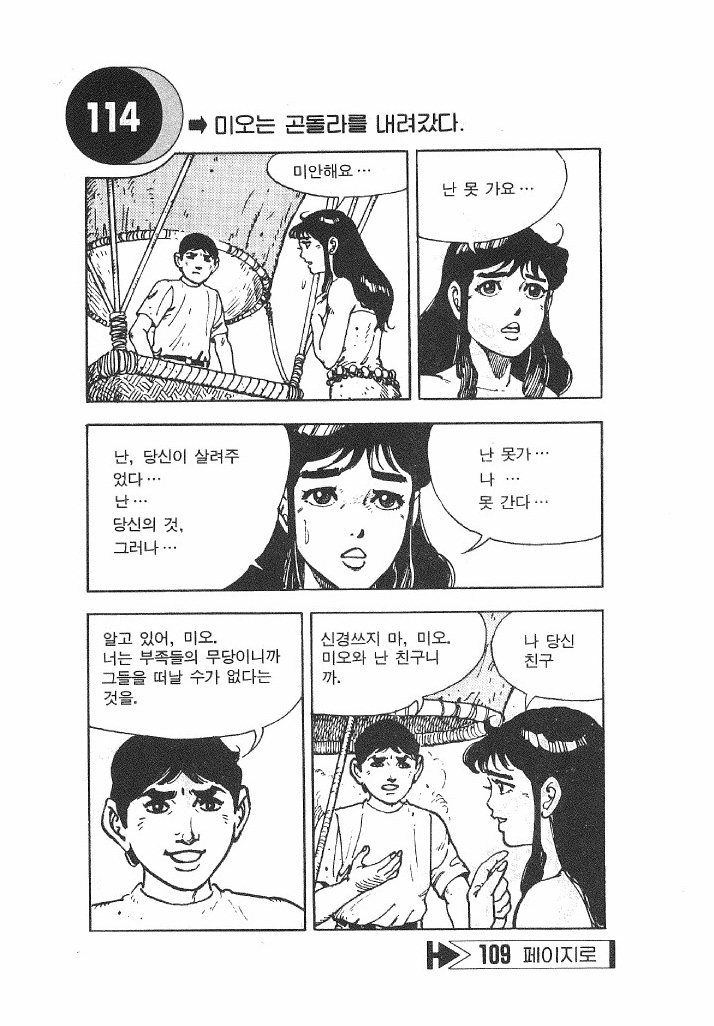 114
➡ 미오는 곤돌라를 내려갔다.
미안해요…
난 못 가요…
난, 당신이 살려주
었다…
난…
당신의 것,
그러나…
난 못가…
나 …
못 간다…
알고 있어, 미오.
너는 부족들의 무당이니까
그들을 떠날 수가 없다는
것을.
신경쓰지 마, 미오.
미오와 난 친구니
까.
나 당신
친구
109 페이지로